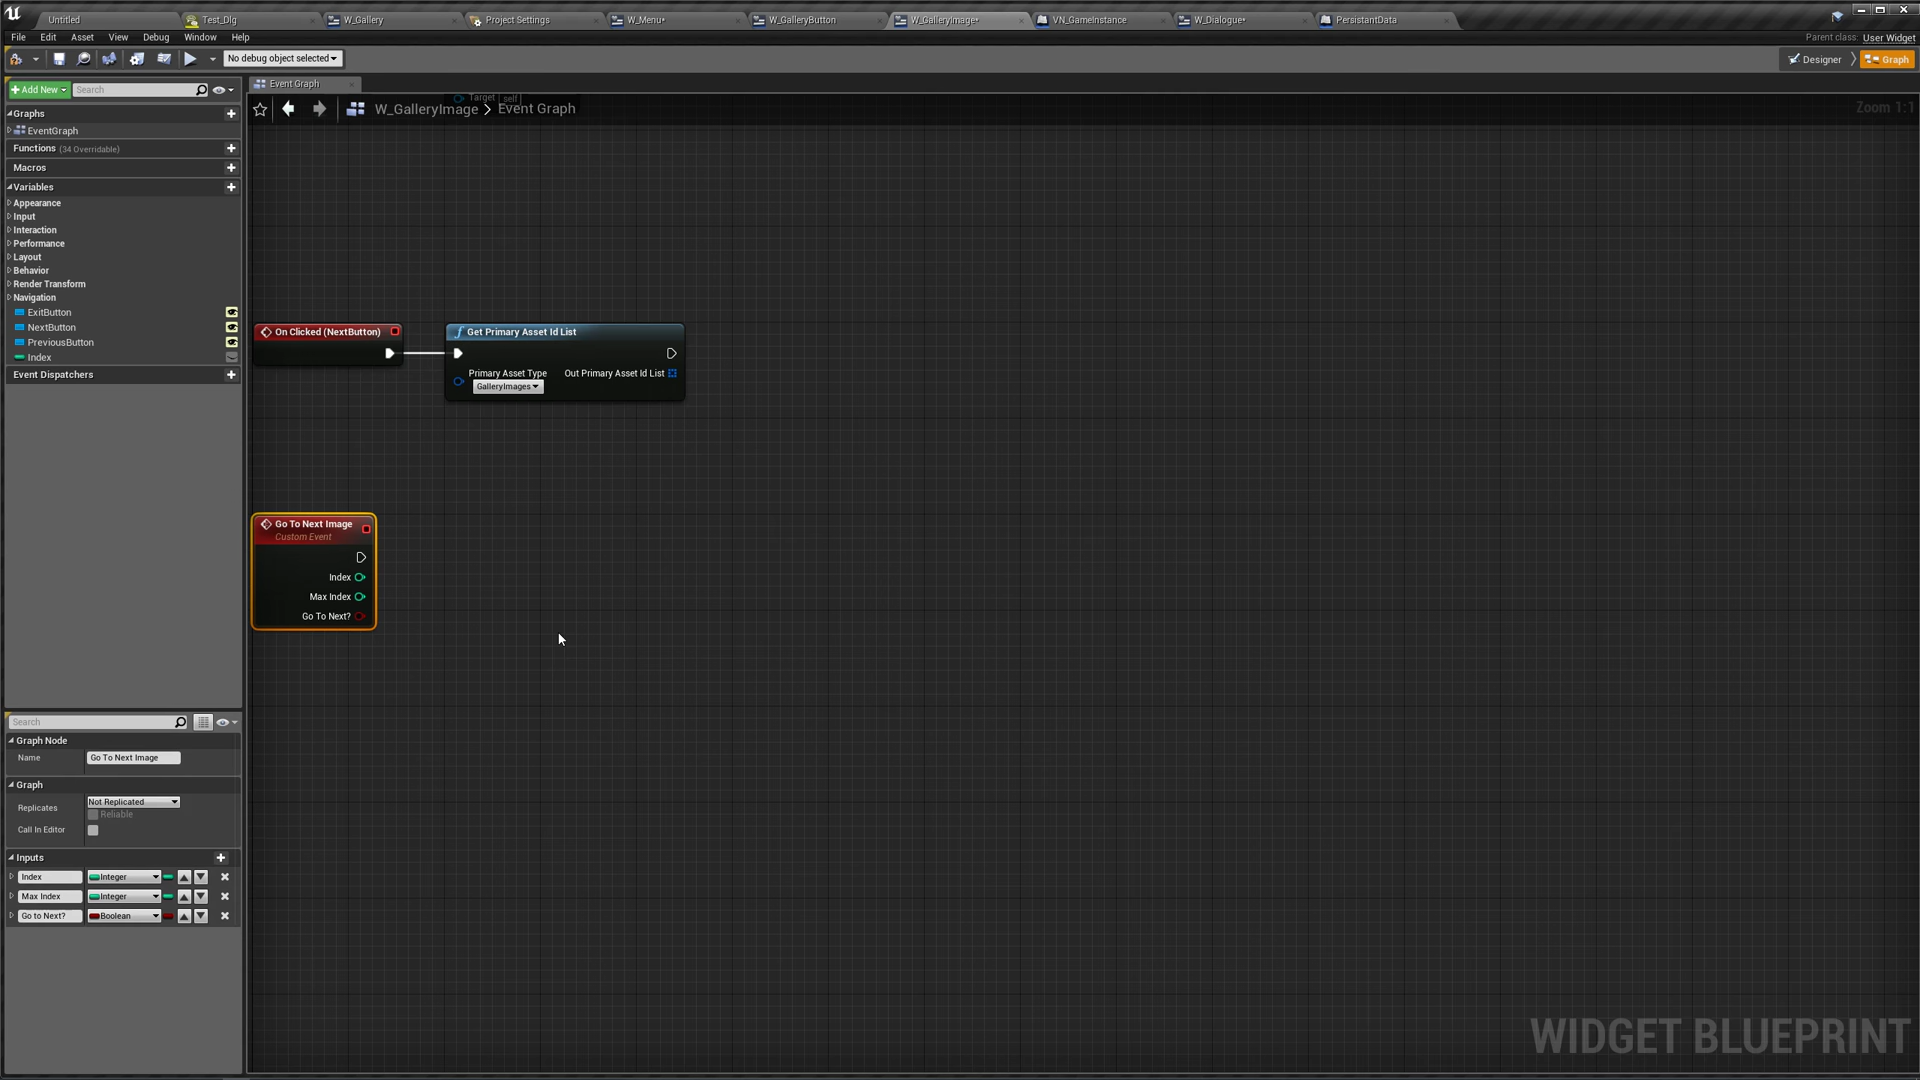 Untitled
Test_Dlg
W_Gallery
Project Settings
W_Menu*
W_GalleryButton
W_GalleryImage*
VN_GameInstance
W_Dialogue*
PersistantData
File Edit Asset View Debug Window Help
Parent class: User Widget
No debug object selected
Designer
Graph
+Add New
Search
Event Graph
Target self
W_GalleryImage > Event Graph
Zoom 1:1
Graphs
EventGraph
Functions (34 Overridable)
Macros
Variables
Appearance
Input
Interaction
Performance
Layout
Behavior
Render Transform
Navigation
ExitButton
NextButton
PreviousButton
Index
Event Dispatchers
On Clicked (NextButton)
Get Primary Asset Id List
Primary Asset Type
Out Primary Asset Id List
GalleryImages
Go To Next Image
Custom Event
Index
Max Index
Go To Next?
Search
Graph Node
Name
Go To Next Image
Graph
Replicates
Not Replicated
Reliable
Call In Editor
Inputs
Index Integer
Max Index Integer
Go to Next? Boolean
WIDGET BLUEPRINT